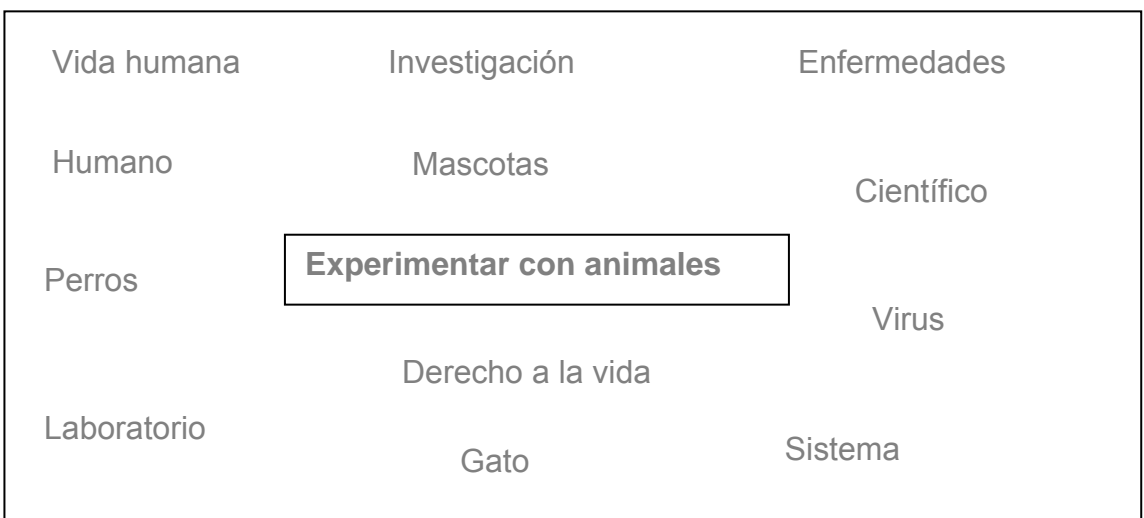 Vida humana
Investigación
Enfermedades
Humano
Mascotas
Científico
Experimentar con animales
Perros
Virus
Derecho a la vida
Laboratorio
Gato
Sistema